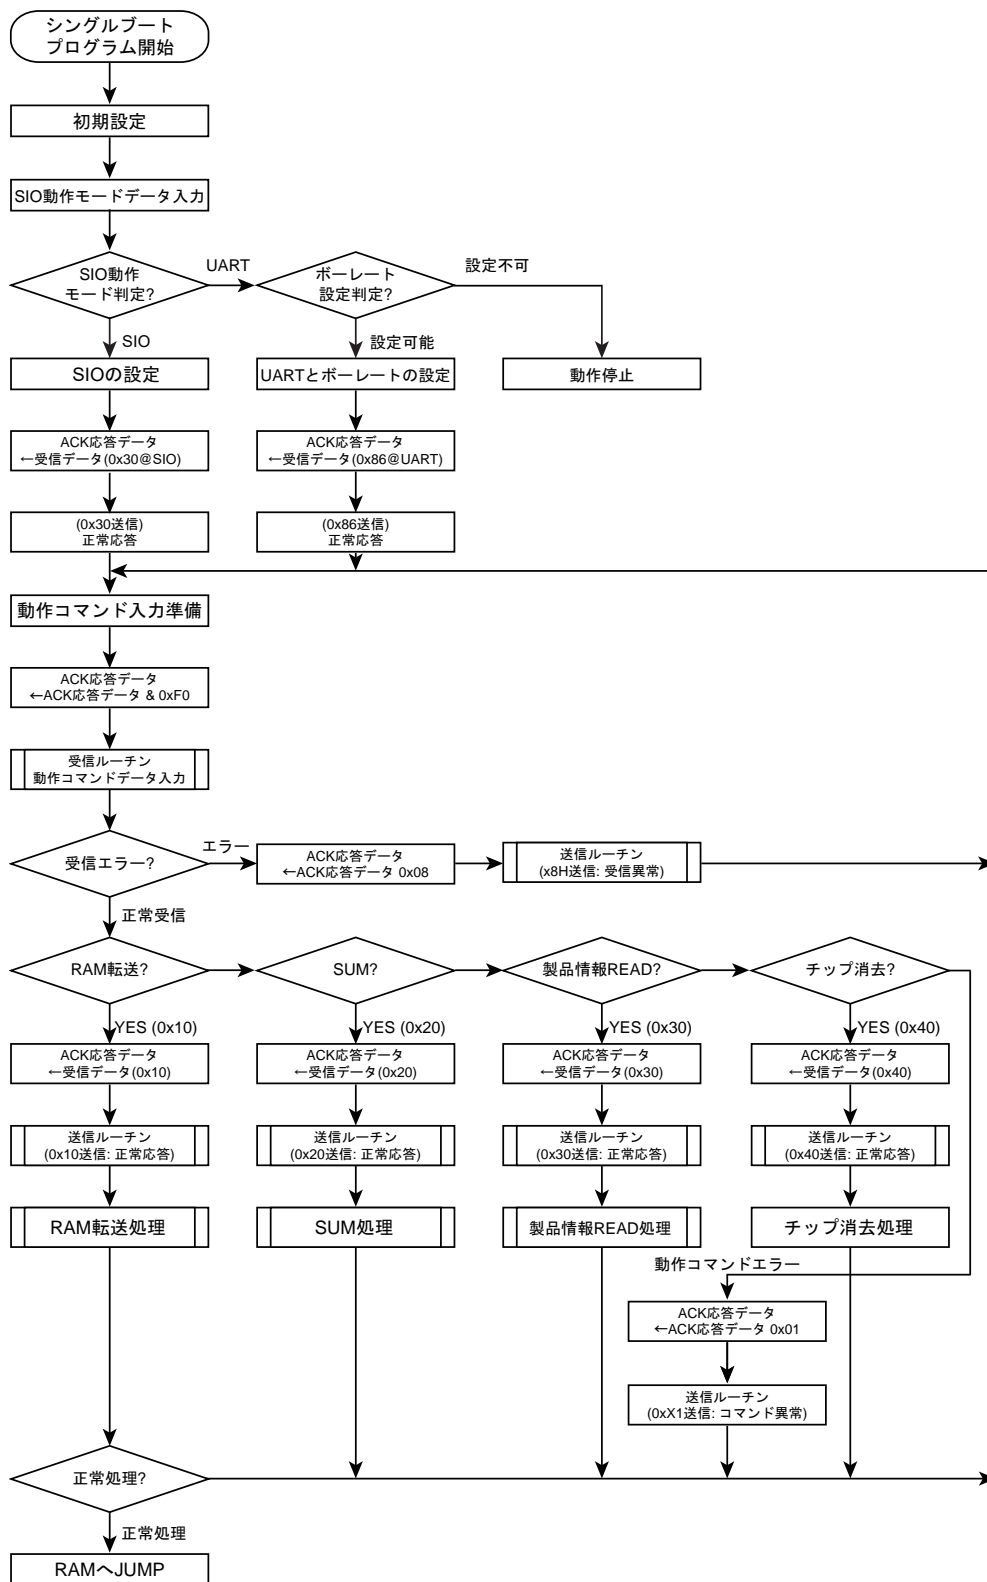 シングルブート
プログラム開始
初期設定
SIO動作モードデータ入力
SIO動作
モード判定?
UART
ボーレート
設定判定?
設定不可
SIO
設定可能
SIOの設定
UARTとボーレートの設定
動作停止
ACK応答データ
←受信データ(0x30@SIO)
ACK応答データ
←受信データ(0x86@UART)
(0x30送信)
正常応答
(0x86送信)
正常応答
動作コマンド入力準備
ACK応答データ
←ACK応答データ & 0xF0
受信ルーチン
動作コマンドデータ入力
受信エラー?
エラー
ACK応答データ
←ACK応答データ 0x08
送信ルーチン
(x8H送信: 受信異常)
正常受信
RAM転送?
SUM?
製品情報READ?
チップ消去?
YES (0x10)
YES (0x20)
YES (0x30)
YES (0x40)
ACK応答データ
←受信データ(0x10)
ACK応答データ
←受信データ(0x20)
ACK応答データ
←受信データ(0x30)
ACK応答データ
←受信データ(0x40)
送信ルーチン
(0x10送信: 正常応答)
送信ルーチン
(0x20送信: 正常応答)
送信ルーチン
(0x30送信: 正常応答)
送信ルーチン
(0x40送信: 正常応答)
RAM転送処理
SUM処理
製品情報READ処理
チップ消去処理
動作コマンドエラー
ACK応答データ
←ACK応答データ 0x01
送信ルーチン
(0xX1送信: コマンド異常)
正常処理?
正常処理
RAMへJUMP